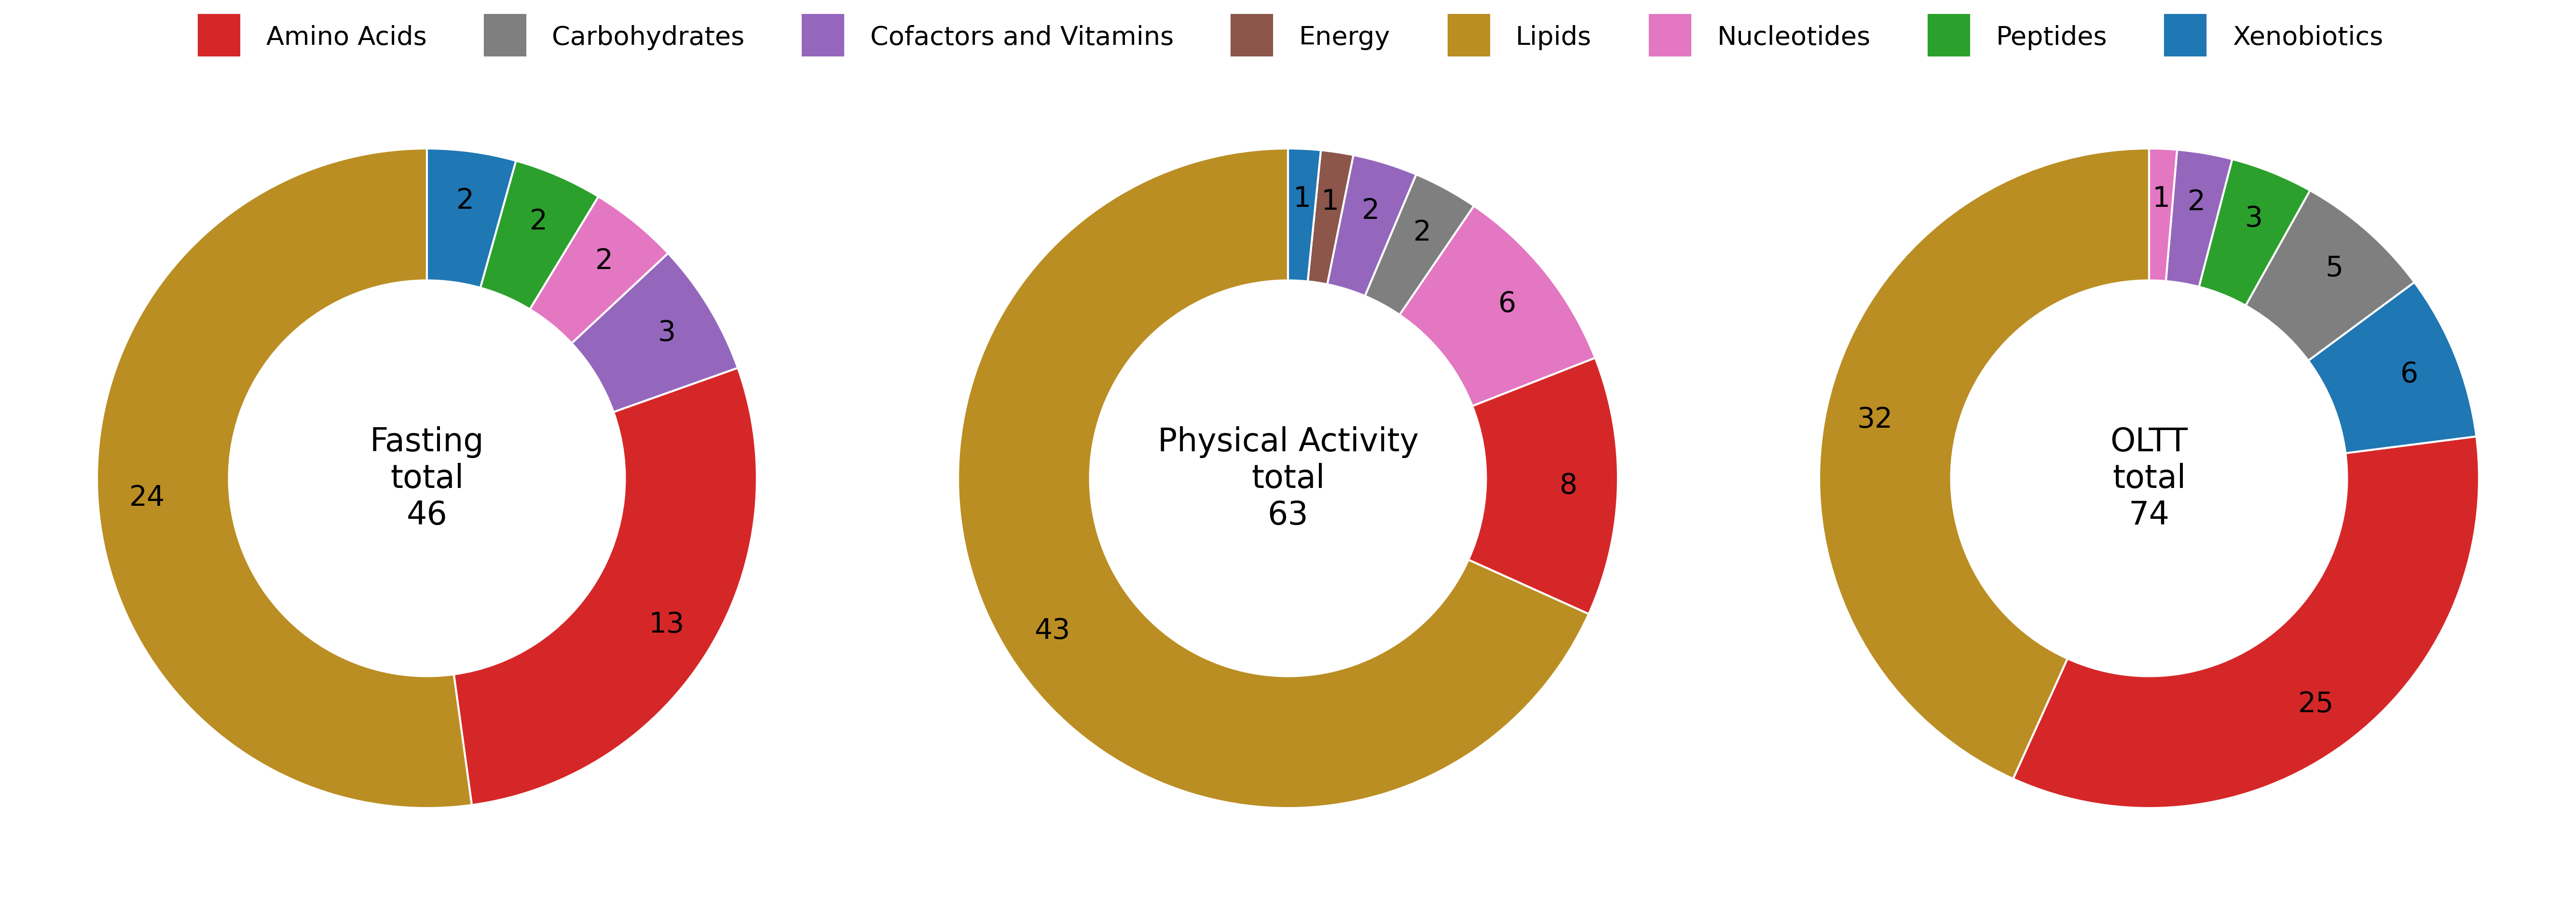 Amino Acids
Carbohydrates
Cofactors and Vitamins
Energy
Lipids
Nucleotides
Peptides
Xenobiotics
2
2
2
3
13
24
Fasting
total
46
1
1
2
2
6
8
43
Physical Activity
total
63
1
2
3
5
6
25
32
OLTT
total
74